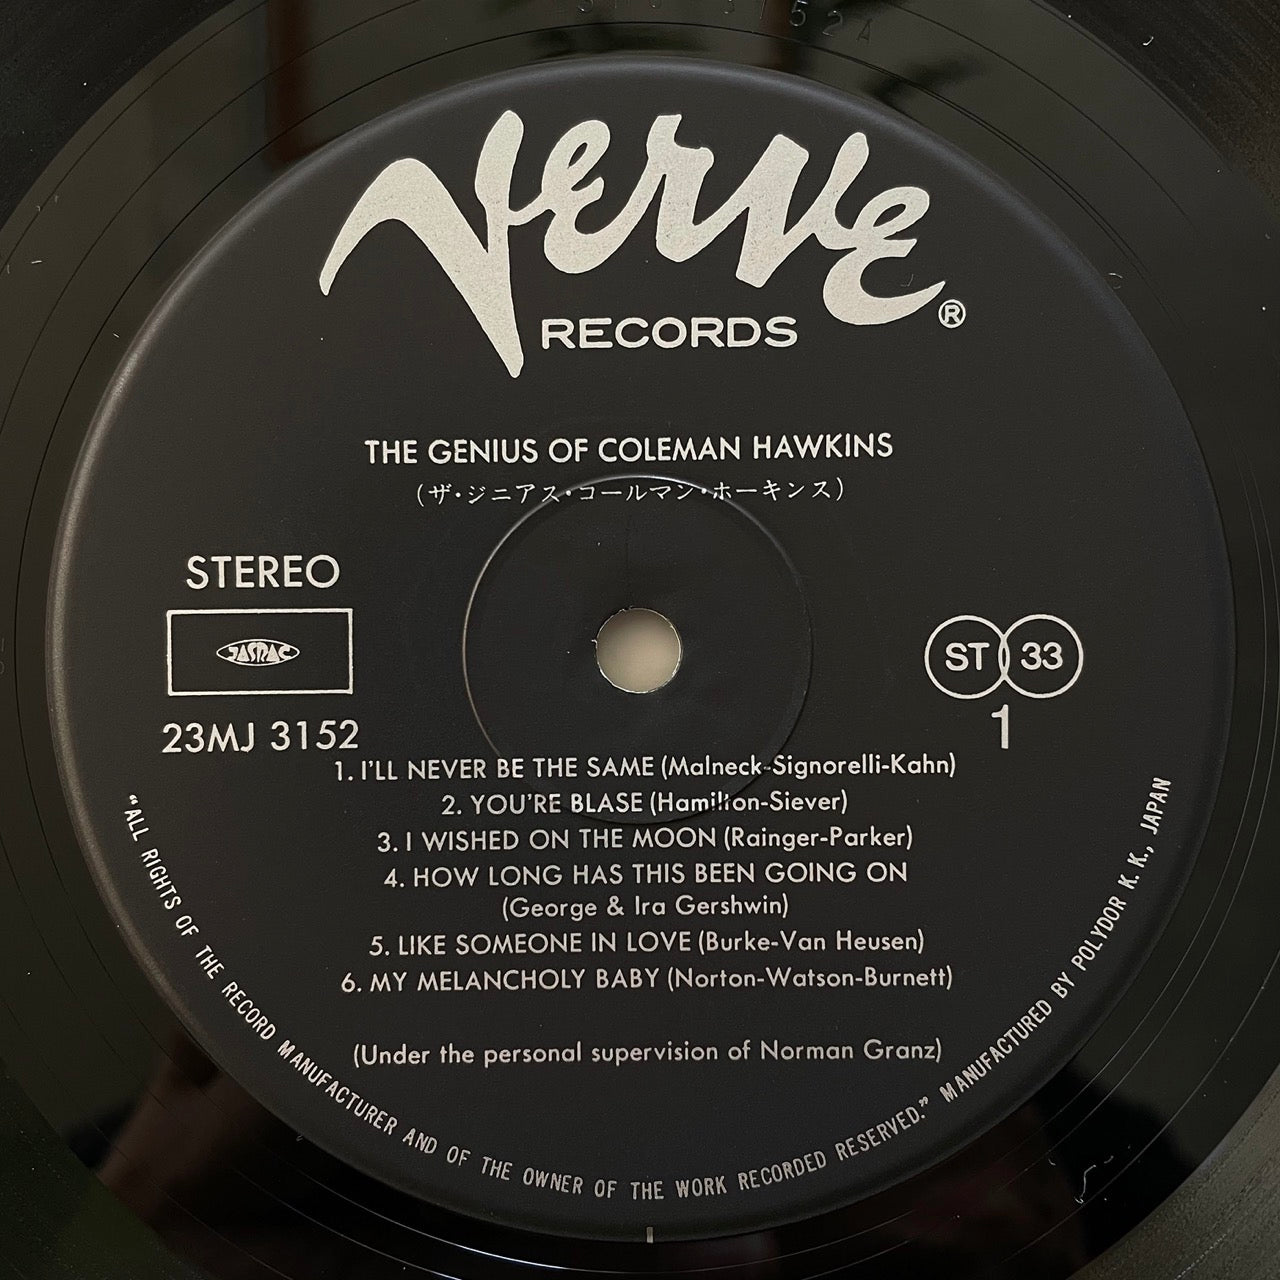 Verve
RECORDS
®
THE GENIUS OF COLEMAN HAWKINS
(ザ・ジニアス・コールマン・ホーキンス)
STEREO
JASRAC
23MJ 3152
ST 33
1
1. I'LL NEVER BE THE SAME (Malneck-Signorelli-Kahn)
2. YOU'RE BLASE (Hamilton-Siever)
3. I WISHED ON THE MOON (Rainger-Parker)
4. HOW LONG HAS THIS BEEN GOING ON
(George & Ira Gershwin)
5. LIKE SOMEONE IN LOVE (Burke-Van Heusen)
6. MY MELANCHOLY BABY (Norton-Watson-Burnett)
(Under the personal supervision of Norman Granz)
"ALL RIGHTS OF THE RECORD MANUFACTURER AND OF THE OWNER OF THE WORK RECORDED RESERVED." MANUFACTURED BY POLYDOR K.K., JAPAN